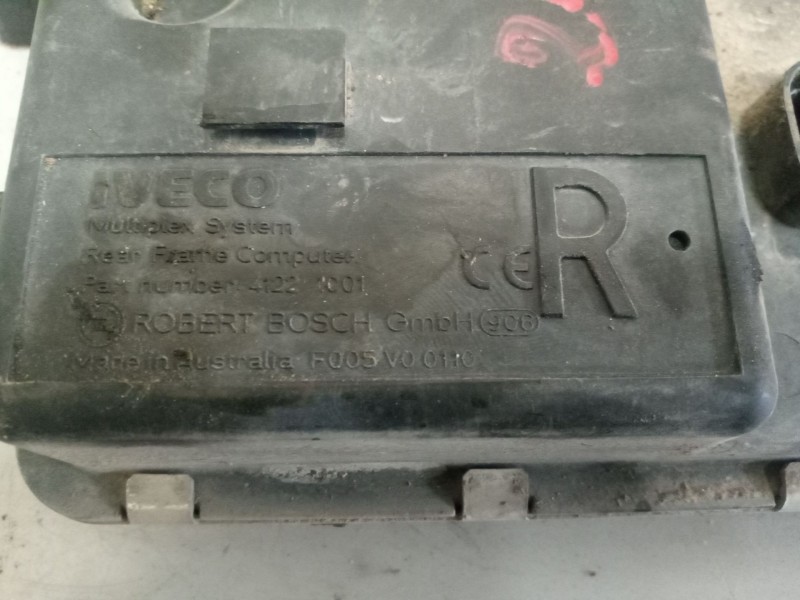 IVECO
Multiplex System
Rear Frame Computer
Part number 4122 1001
ROBERT BOSCH GmbH
Made in Australia F005 V0 0110
CE
R